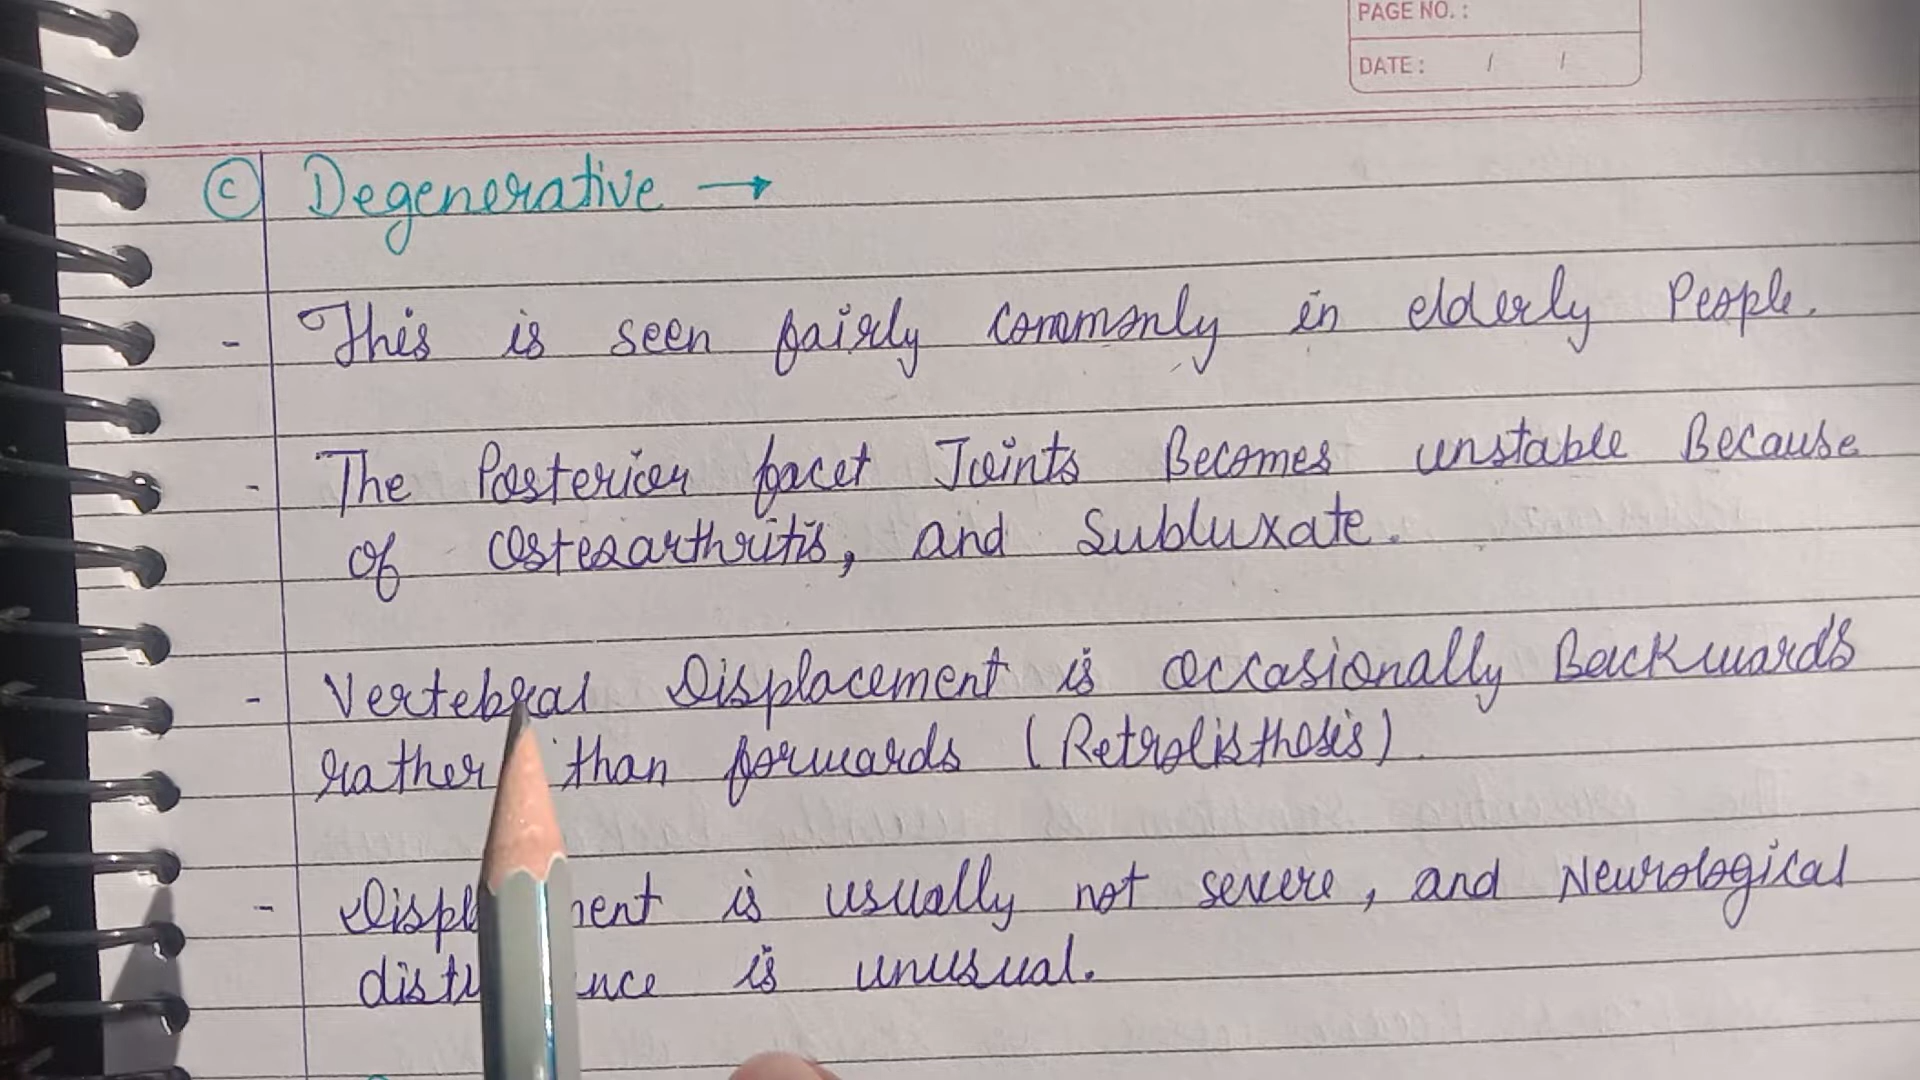 PAGE NO. :
DATE : / /
(C) Degenerative →
- This is seen fairly commonly in elderly People.
- The Posterior facet Joints Becomes unstable Because
of Osteoarthritis, and Subluxate.
- Vertebral Displacement is occasionally Backwards
rather than forwards (Retrolisthesis)
- is usually not severe, and Neurological
is unusual.